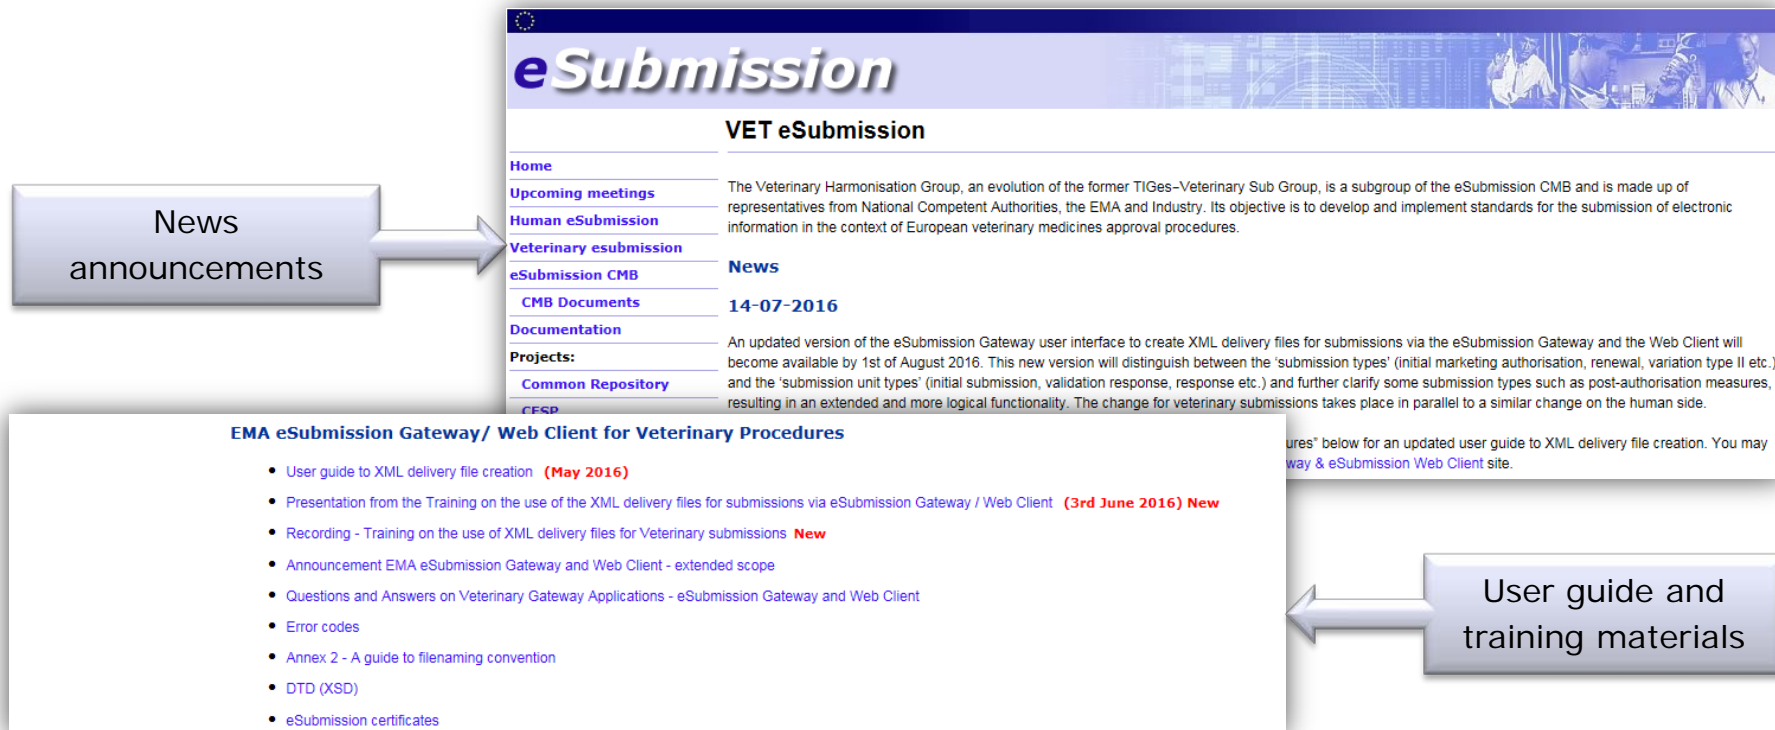 eSubmission
VET eSubmission
Home
Upcoming meetings
Human eSubmission
Veterinary esubmission
eSubmission CMB
CMB Documents
Documentation
Projects:
Common Repository
CESP
The Veterinary Harmonisation Group, an evolution of the former TIGes–Veterinary Sub Group, is a subgroup of the eSubmission CMB and is made up of
representatives from National Competent Authorities, the EMA and Industry. Its objective is to develop and implement standards for the submission of electronic
information in the context of European veterinary medicines approval procedures.
News
14-07-2016
An updated version of the eSubmission Gateway user interface to create XML delivery files for submissions via the eSubmission Gateway and the Web Client will
become available by 1st of August 2016. This new version will distinguish between the ‘submission types’ (initial marketing authorisation, renewal, variation type II etc.)
and the ‘submission unit types’ (initial submission, validation response, response etc.) and further clarify some submission types such as post-authorisation measures,
resulting in an extended and more logical functionality. The change for veterinary submissions takes place in parallel to a similar change on the human side.
ures” below for an updated user guide to XML delivery file creation. You may
way & eSubmission Web Client site.
News
announcements
EMA eSubmission Gateway/ Web Client for Veterinary Procedures
• User guide to XML delivery file creation (May 2016)
• Presentation from the Training on the use of the XML delivery files for submissions via eSubmission Gateway / Web Client (3rd June 2016) New
• Recording - Training on the use of XML delivery files for Veterinary submissions New
• Announcement EMA eSubmission Gateway and Web Client - extended scope
• Questions and Answers on Veterinary Gateway Applications - eSubmission Gateway and Web Client
• Error codes
• Annex 2 - A guide to filenaming convention
• DTD (XSD)
• eSubmission certificates
User guide and
training materials